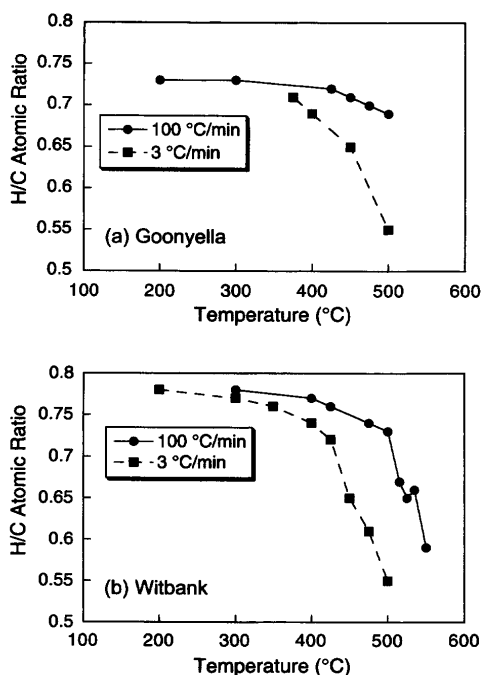 0.8
0.75
0.7
0.65
0.6
0.55
0.5
H/C Atomic Ratio
100 °C/min
3 °C/min
(a) Goonyella
100 200 300 400 500 600
Temperature (°C)
0.8
0.75
0.7
0.65
0.6
0.55
0.5
H/C Atomic Ratio
100 °C/min
3 °C/min
(b) Witbank
100 200 300 400 500 600
Temperature (°C)